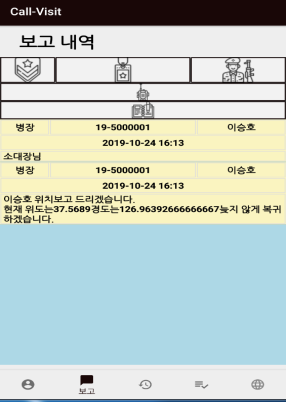 Call-Visit
보고 내역
병장 19-5000001 이승호
2019-10-24 16:13
소대장님
병장 19-5000001 이승호
2019-10-24 16:13
이승호 위치보고 드리겠습니다.
현재 위도는37.5689경도는126.96392666666667늦지 않게 복귀
하겠습니다.
보고